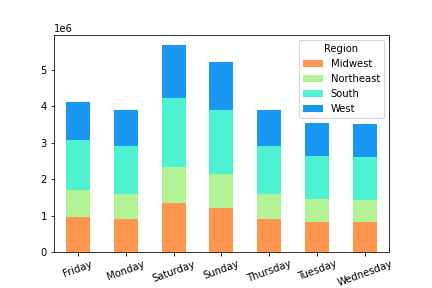 1e6
Region
Midwest
Northeast
South
West
5
4
3
2
1
0
Friday
Monday
Saturday
Sunday
Thursday
Tuesday
Wednesday